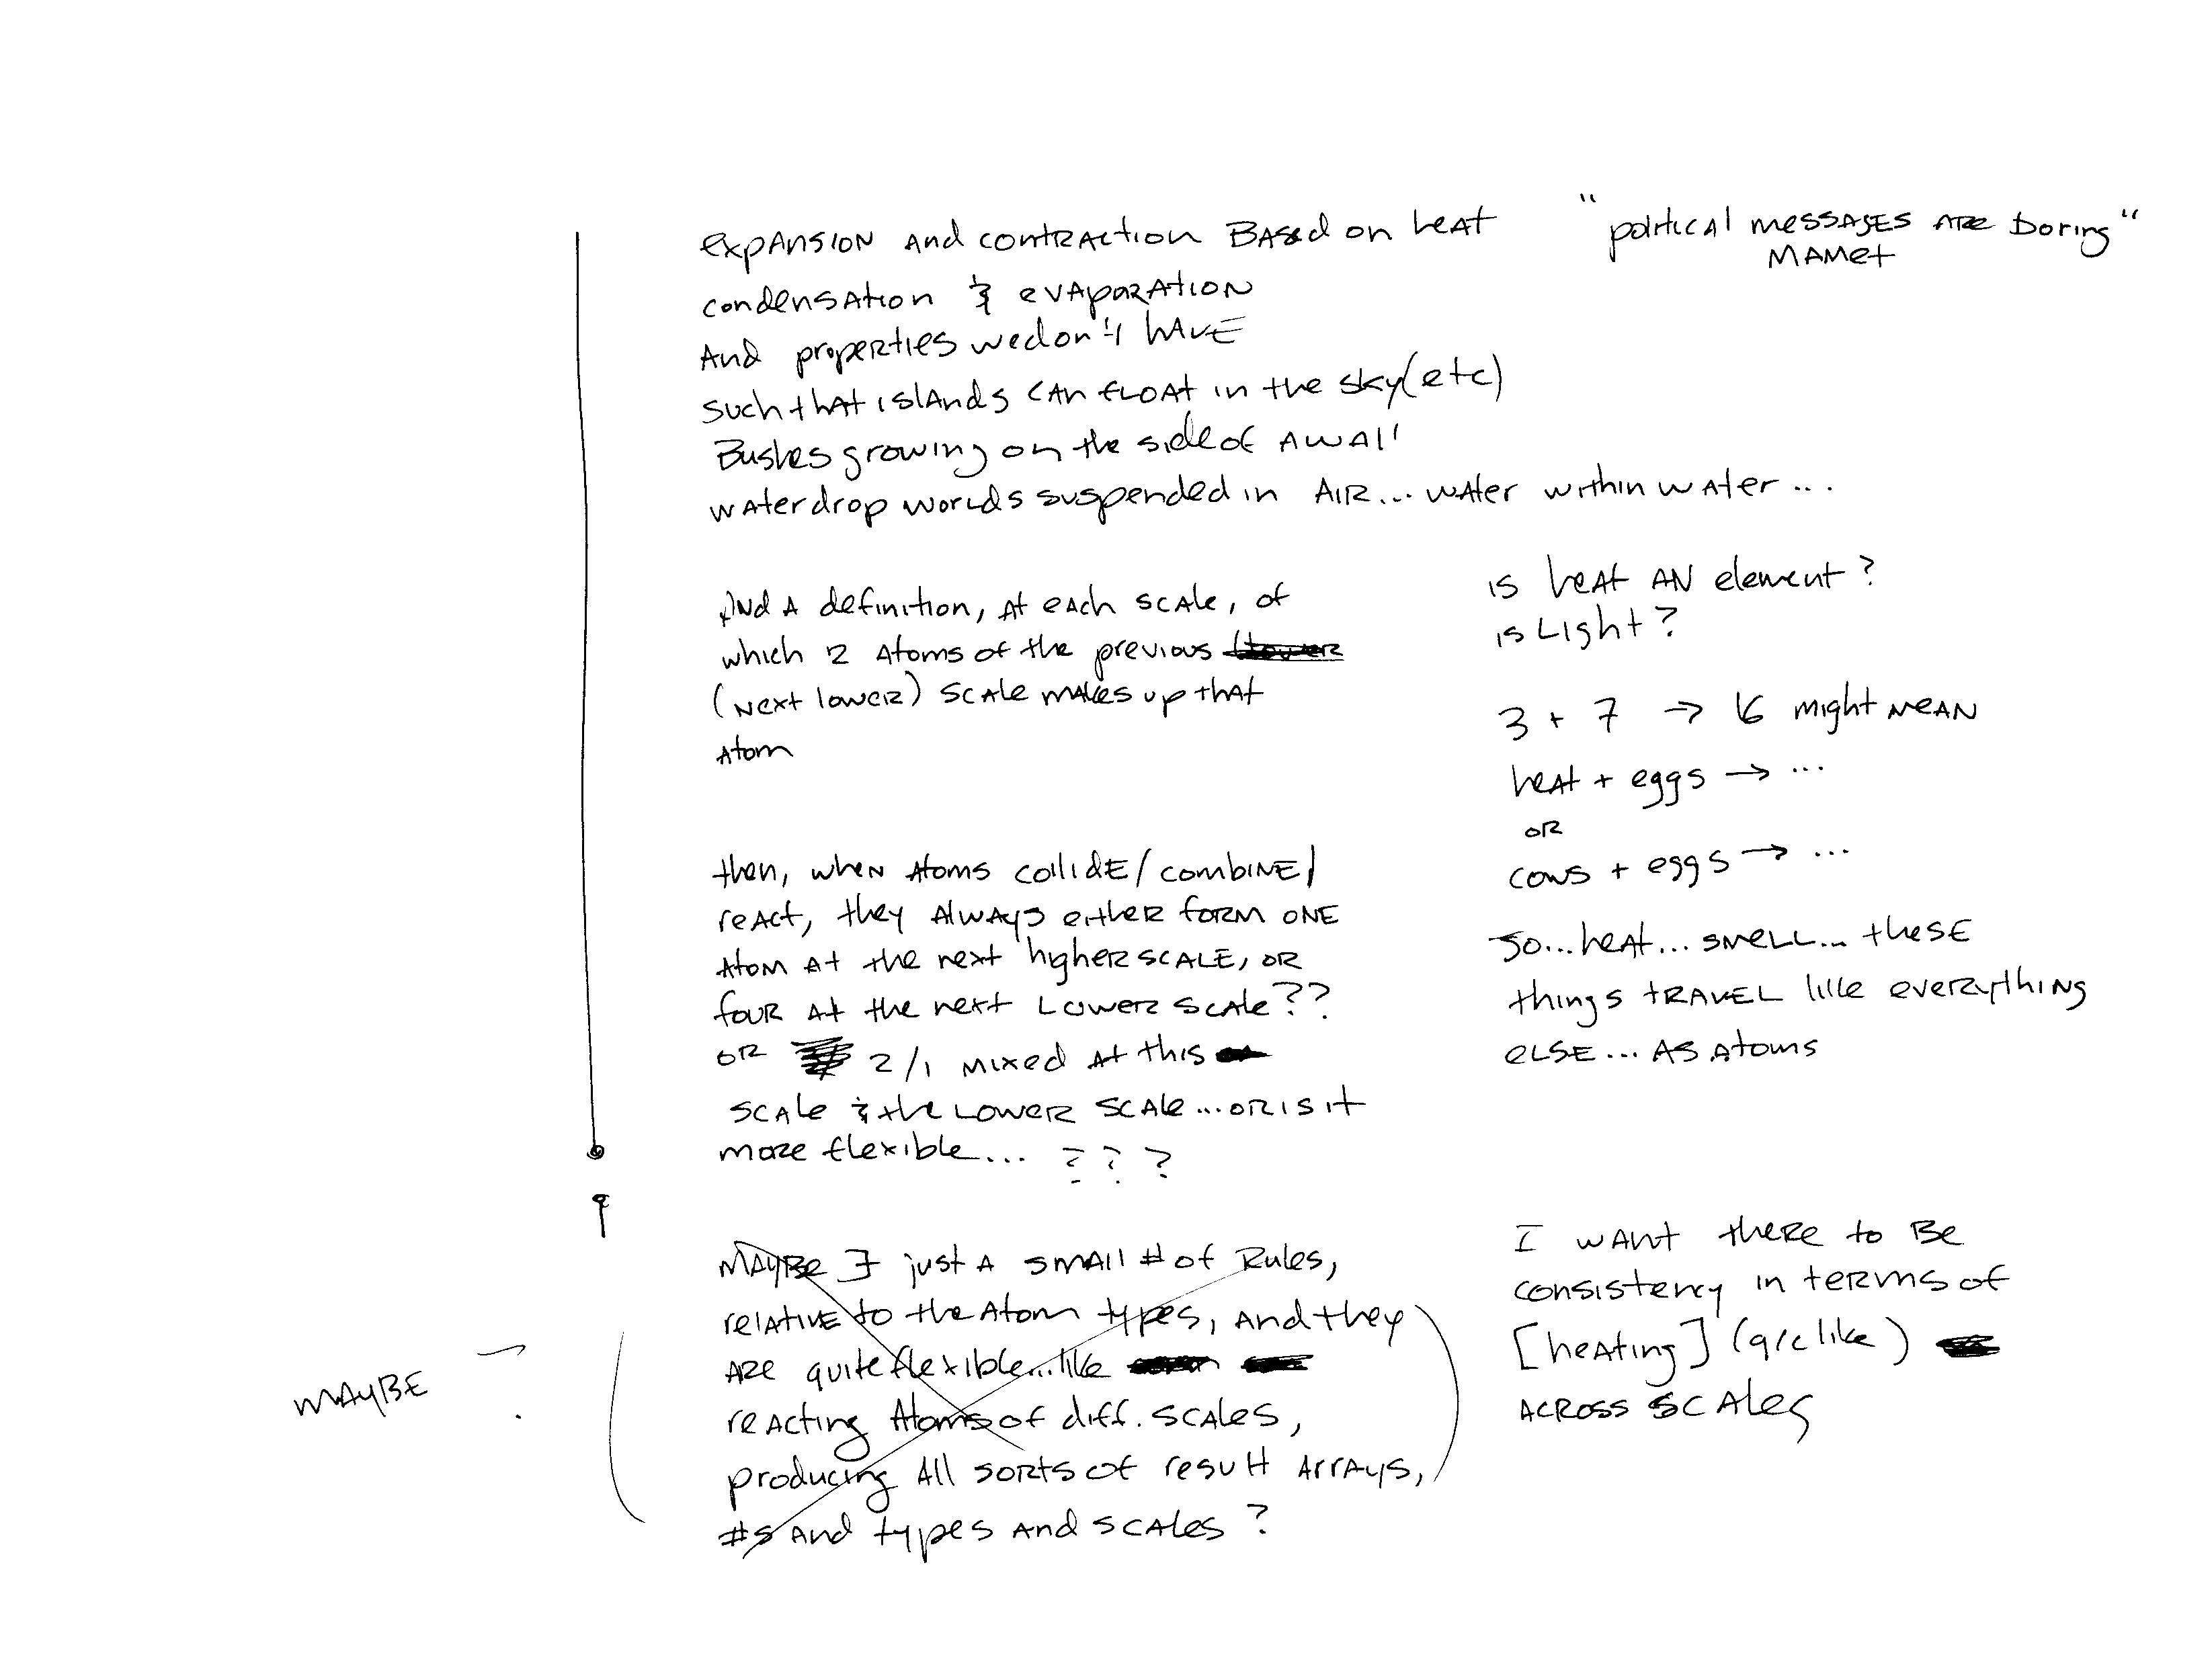 expansion and contraction Based on heat
condensation & evaporation
And properties we don't have
such that islands can float in the sky (etc)
Bushes growing on the side of a wall
water drop worlds suspended in air... water within water...
And a definition, at each scale, of
which 2 atoms of the previous
(next lower) scale makes up that
atom
then, when atoms collide/combine/
react, they always either form one
atom at the next higher scale, or
four at the next lower scale??
or 2/1 mixed at this
scale & the lower scale... or is it
more flexible... ???
Maybe ∃ just a small # of Rules,
relative to the atom types, and they
are quite flexible... like
reacting atoms of diff. scales,
producing all sorts of result arrays,
#s and types and scales?
MAYBE ?
"political messages are boring"
Mamet
is heat an element?
is Light?
3 + 7 → 16 might mean
heat + eggs → ...
or
cows + eggs → ...
so... heat... smell... these
things travel like everything
else... as atoms
I want there to Be
consistency in terms of
[heating] (q/c like)
across scales